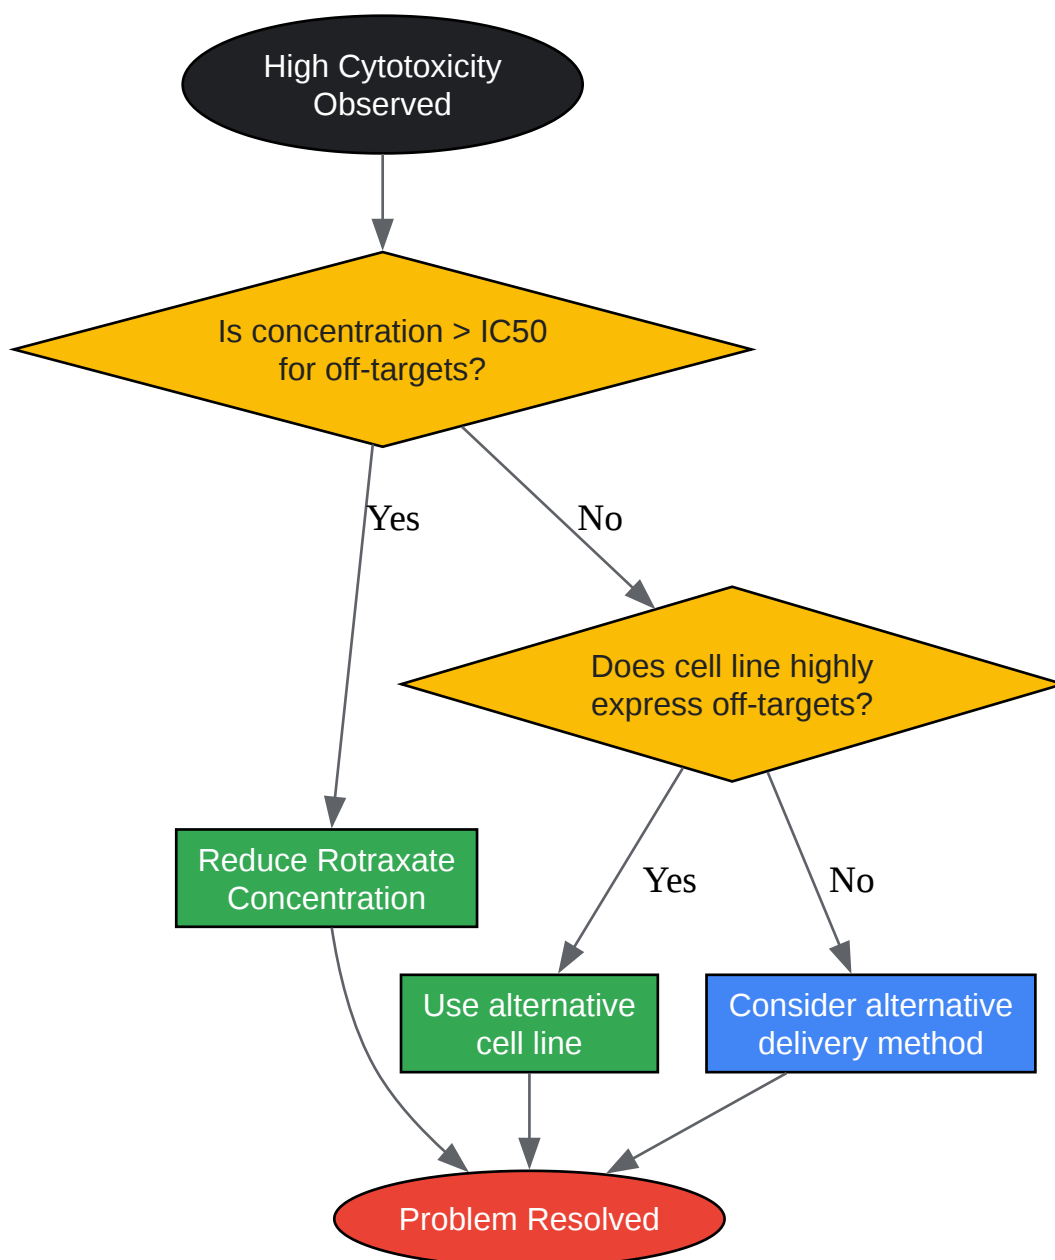 High Cytotoxicity
Observed
Is concentration > IC50
for off-targets?
Yes
No
Does cell line highly
express off-targets?
Reduce Rotraxate
Concentration
Yes
No
Use alternative
cell line
Consider alternative
delivery method
Problem Resolved